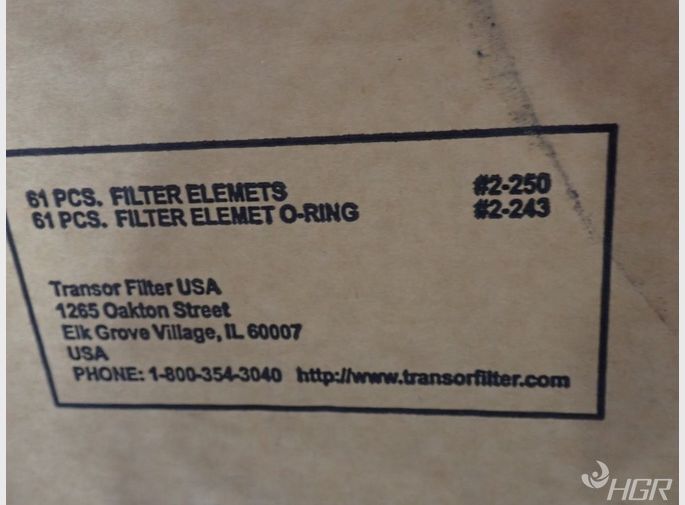 61 PCS. FILTER ELEMETS #2-250
61 PCS. FILTER ELEMET O-RING #2-243
Transor Filter USA
1265 Oakton Street
Elk Grove Village, IL 60007
USA
PHONE: 1-800-354-3040 http://www.transorfilter.com
HGR